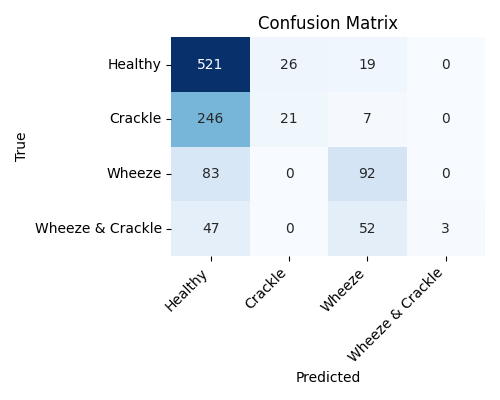 Confusion Matrix
True
Healthy 521 26 19 0
Crackle 246 21 7 0
Wheeze 83 0 92 0
Wheeze & Crackle 47 0 52 3
Healthy Crackle Wheeze Wheeze & Crackle
Predicted